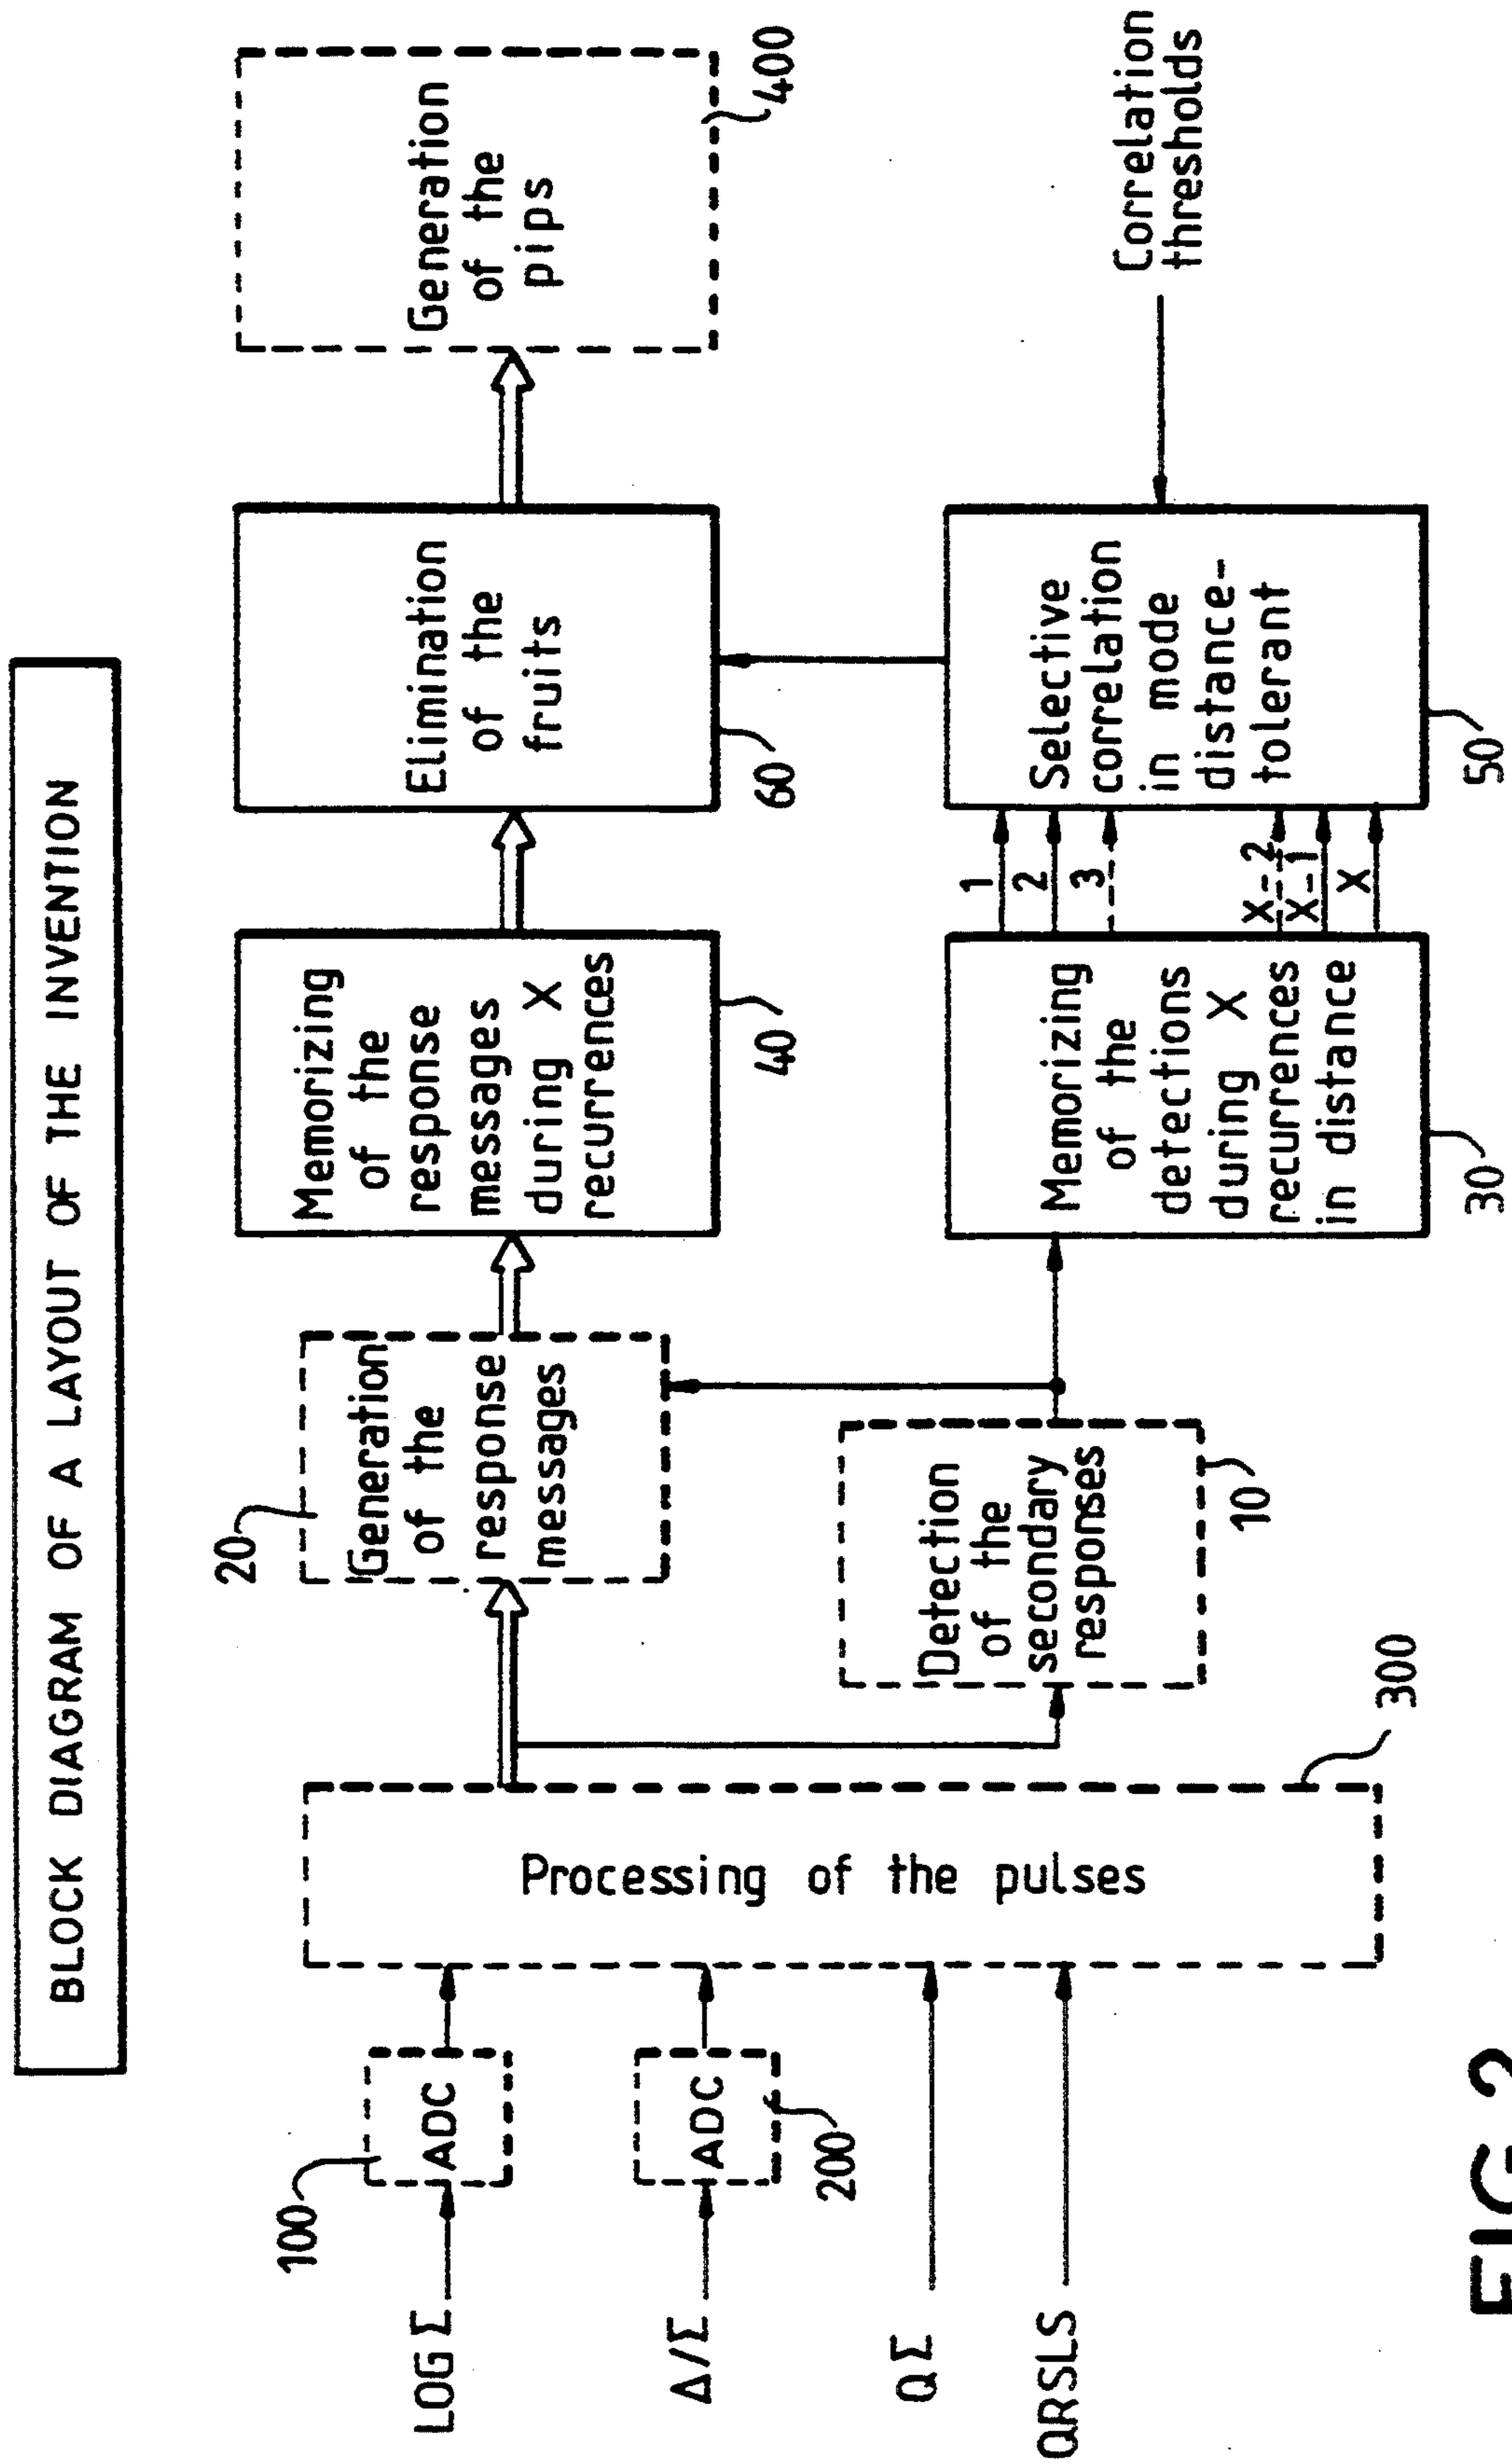 BLOCK DIAGRAM OF A LAYOUT OF THE INVENTION
LOG Σ
100
ADC
Δ/Σ
ADC
200
QΣ
QRSLS
Processing of the pulses
300
20
Generation
of the
response
messages
Detection
of the
secondary
responses
10
Memorizing
of the
response
messages
during X
recurrences
40
Memorizing
of the
detections
during X
recurrences
in distance
30
1
2
3
X-2
X-1
X
Elimination
of the
fruits
60
Selective
correlation
in mode
distance-
tolerant
50
Generation
of the
pips
400
Correlation
thresholds
FIG_2